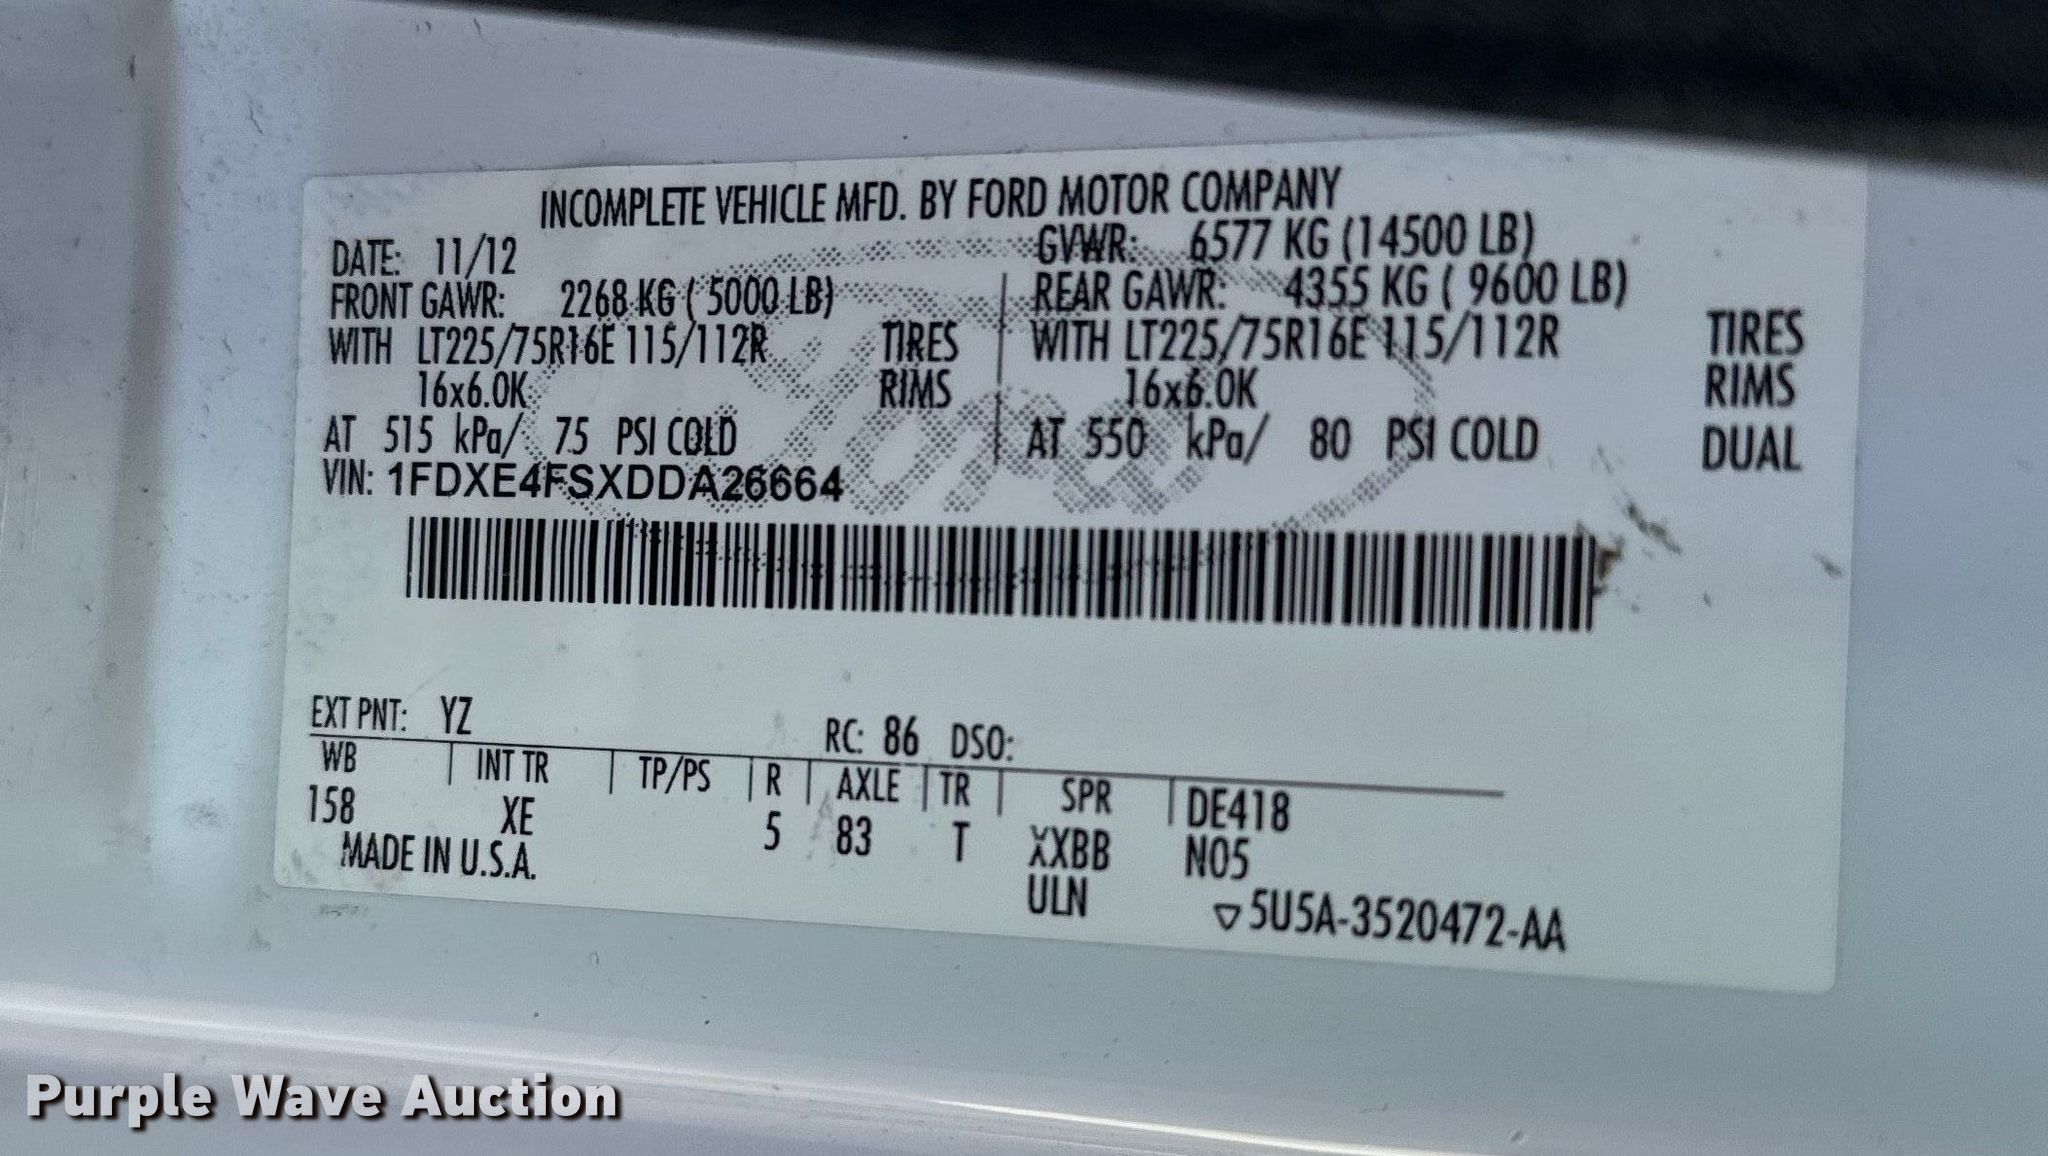 INCOMPLETE VEHICLE MFD. BY FORD MOTOR COMPANY
DATE: 11/12 GVWR: 6577 KG (14500 LB)
FRONT GAWR: 2268 KG ( 5000 LB) REAR GAWR: 4355 KG ( 9600 LB)
WITH LT225/75R16E 115/112R TIRES WITH LT225/75R16E 115/112R TIRES
16x6.0K RIMS 16x6.0K RIMS
AT 515 kPa/ 75 PSI COLD AT 550 kPa/ 80 PSI COLD DUAL
VIN: 1FDXE4FSXDDA26664
Ford
EXT PNT: YZ RC: 86 DSO:
WB INT TR TP/PS R AXLE TR SPR DE418
158 XE 5 83 T XXBB N05
MADE IN U.S.A. ULN
▽5U5A-3520472-AA
Purple Wave Auction